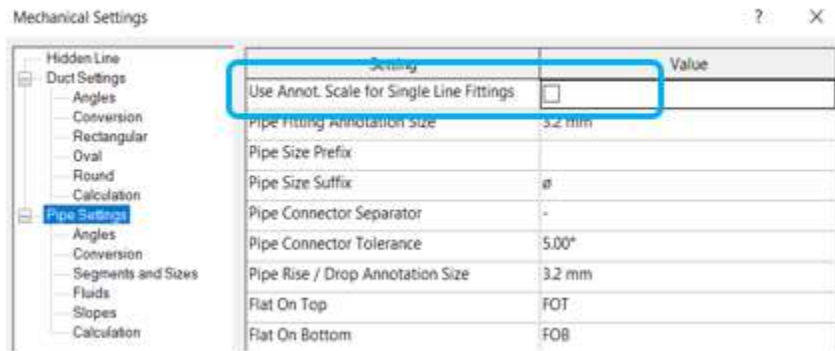 Mechanical Settings ? ×
Hidden Line
Duct Settings
Angles
Conversion
Rectangular
Oval
Round
Calculation
Pipe Settings
Angles
Conversion
Segments and Sizes
Fluids
Slopes
Calculation
Setting Value
Use Annot. Scale for Single Line Fittings
Pipe Fitting Annotation Size 3.2 mm
Pipe Size Prefix
Pipe Size Suffix ø
Pipe Connector Separator -
Pipe Connector Tolerance 5.00°
Pipe Rise / Drop Annotation Size 3.2 mm
Flat On Top FOT
Flat On Bottom FOB